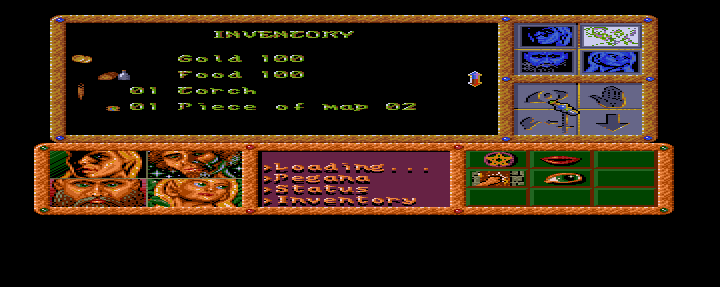 INVENTORY
Gold 100
Food 100
01 Torch
01 Piece of map 02
>Loading...
>Pegana
>Status
>Inventory